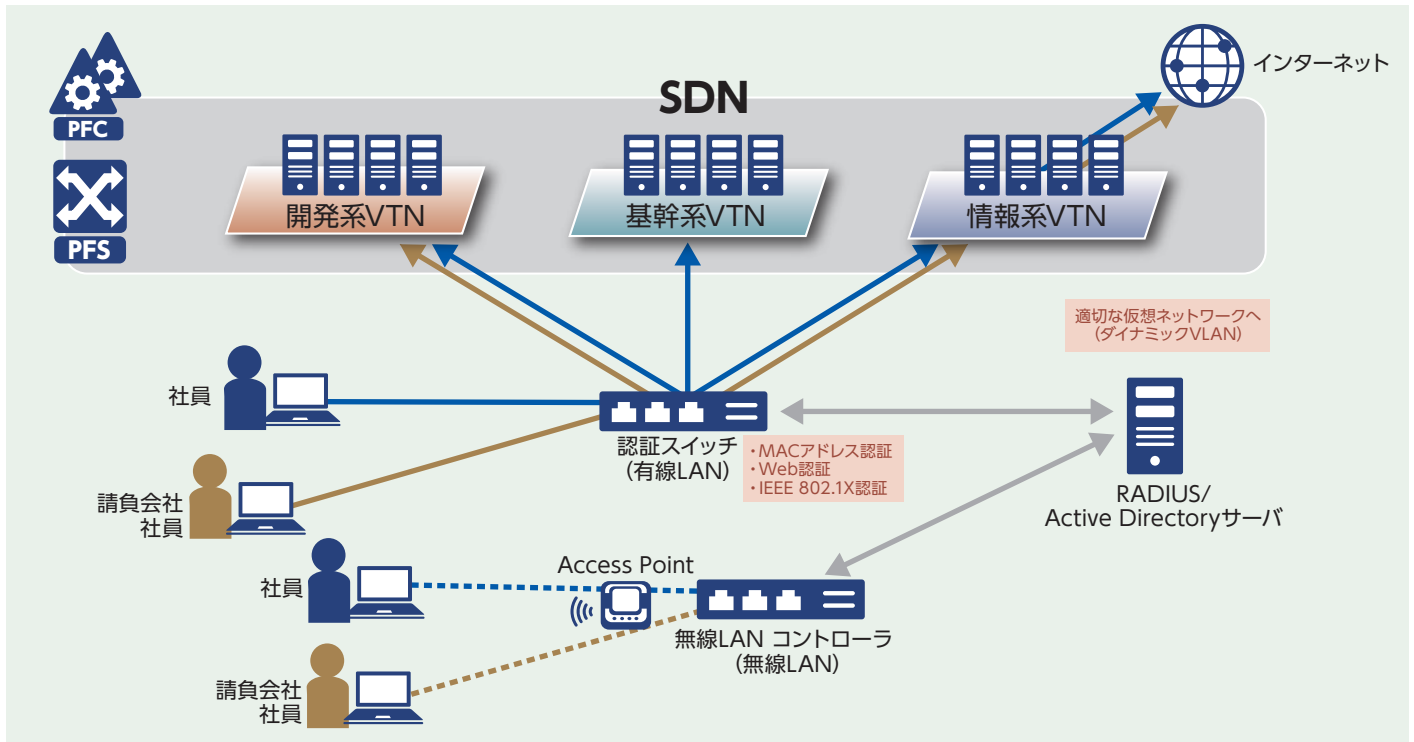 SDN
インターネット
PFC
PFS
開発系VTN
基幹系VTN
情報系VTN
適切な仮想ネットワークへ
(ダイナミックVLAN)
社員
認証スイッチ
(有線LAN)
・MACアドレス認証
・Web認証
・IEEE 802.1X認証
請負会社
社員
RADIUS/
Active Directoryサーバ
社員
Access Point
無線LAN コントローラ
(無線LAN)
請負会社
社員